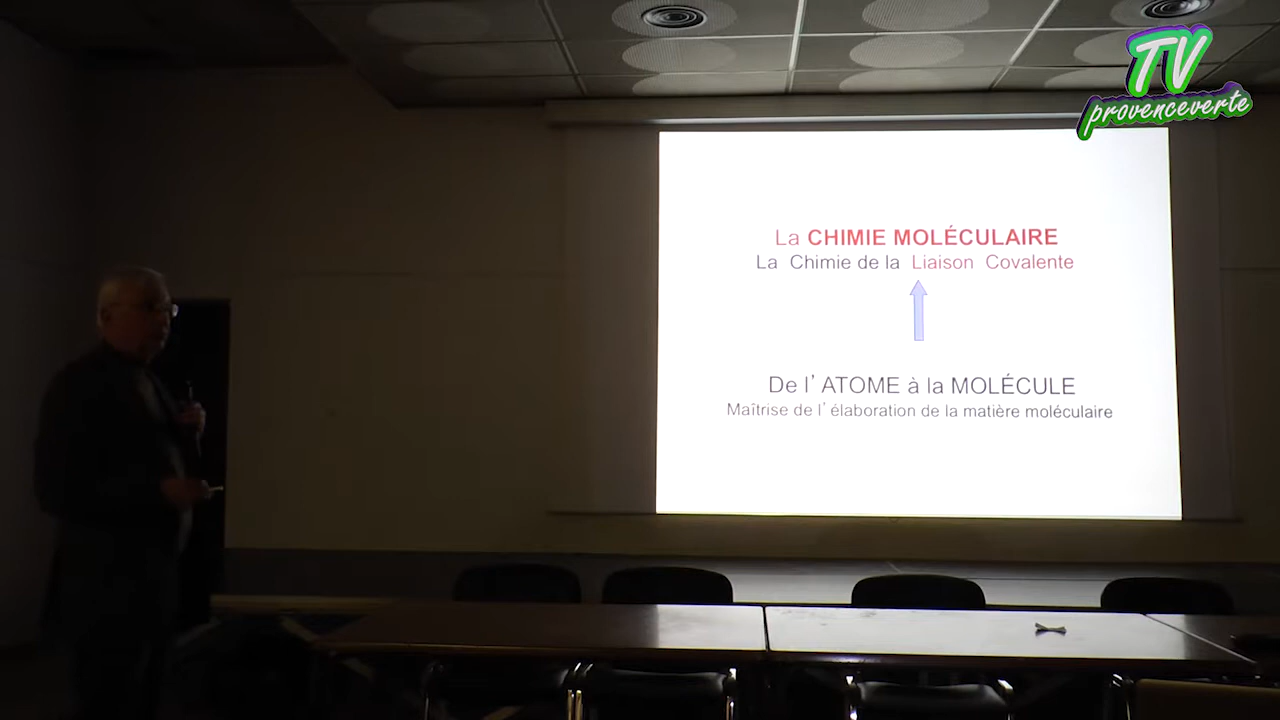 TV
provenceverte
La CHIMIE MOLÉCULAIRE
La Chimie de la Liaison Covalente
De l’ATOME à la MOLÉCULE
Maîtrise de l’élaboration de la matière moléculaire